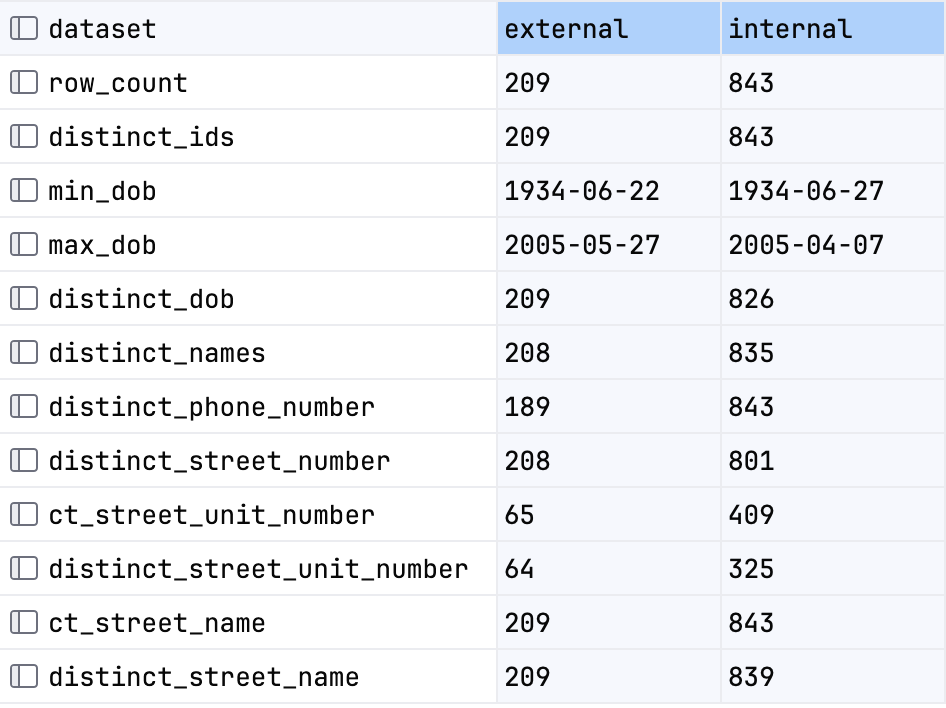 dataset external internal
row_count 209 843
distinct_ids 209 843
min_dob 1934-06-22 1934-06-27
max_dob 2005-05-27 2005-04-07
distinct_dob 209 826
distinct_names 208 835
distinct_phone_number 189 843
distinct_street_number 208 801
ct_street_unit_number 65 409
distinct_street_unit_number 64 325
ct_street_name 209 843
distinct_street_name 209 839